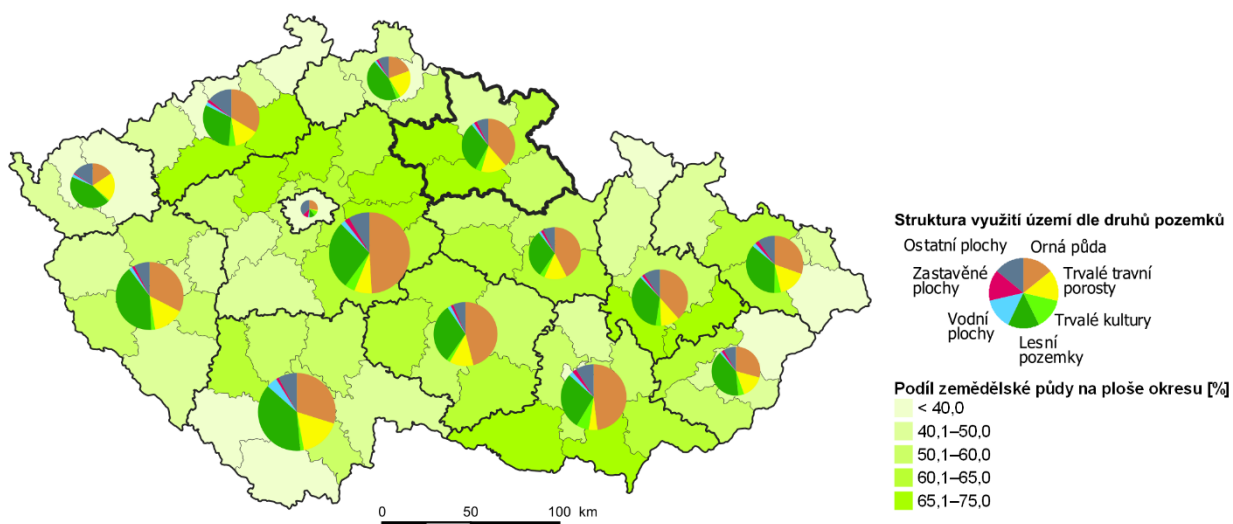 Struktura využití území dle druhů pozemků
Ostatní plochy
Orná půda
Zastavěné
plochy
Trvalé travní
porosty
Vodní
plochy
Trvalé kultury
Lesní
pozemky
Podíl zemědělské půdy na ploše okresu [%]
< 40,0
40,1–50,0
50,1–60,0
60,1–65,0
65,1–75,0
0 50 100 km